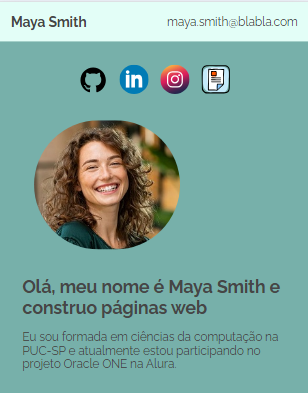 Maya Smith
maya.smith@blabla.com
in
Olá, meu nome é Maya Smith e
construo páginas web
Eu sou formada em ciências da computação na
PUC-SP e atualmente estou participando no
projeto Oracle ONE na Alura.